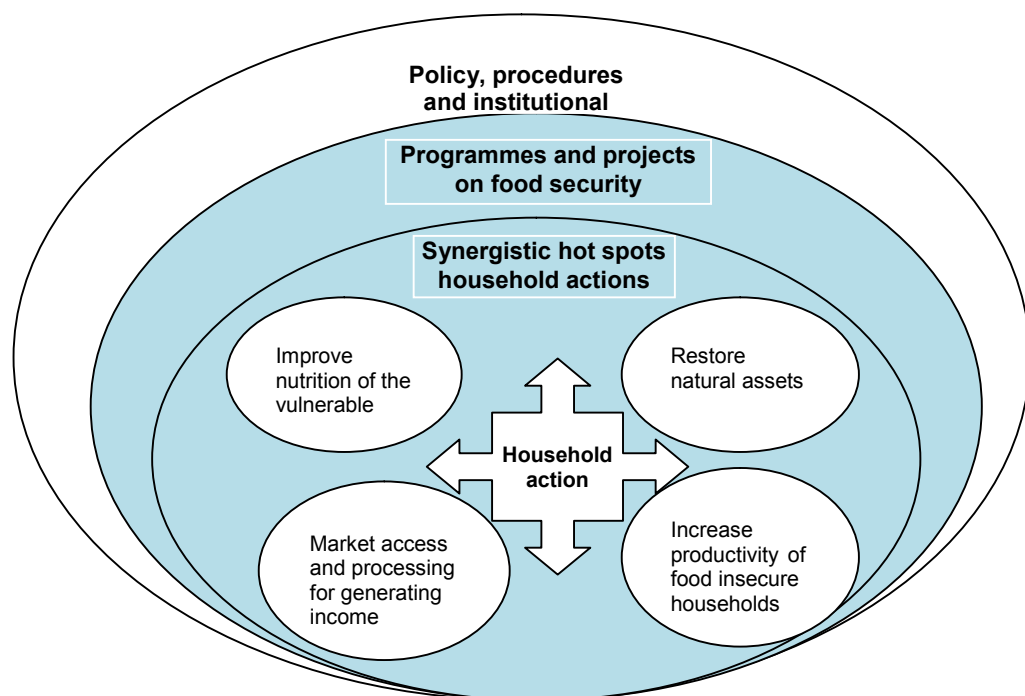 Policy, procedures
and institutional
Programmes and projects
on food security
Synergistic hot spots
household actions
Improve
nutrition of the
vulnerable
Restore
natural assets
Household
action
Market access
and processing
for generating
income
Increase
productivity of
food insecure
households